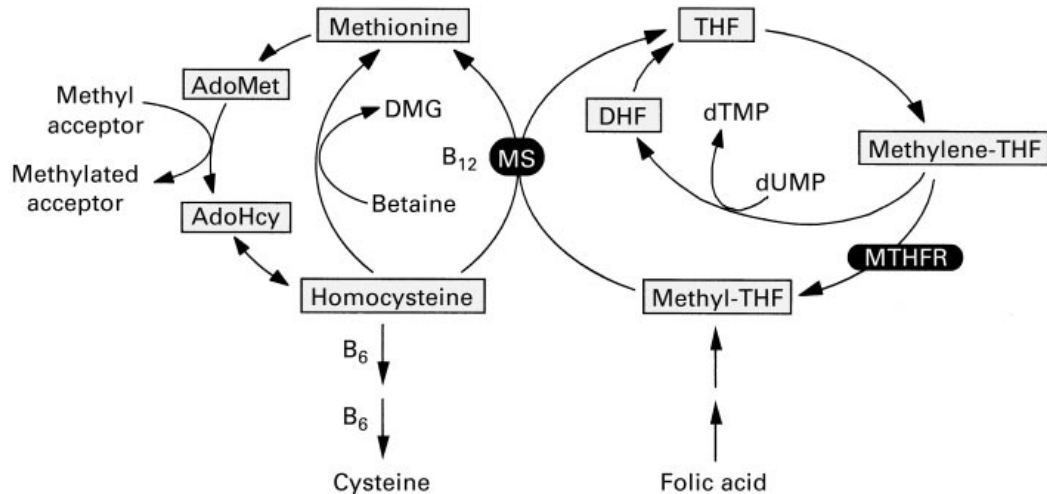 Methionine
THF
AdoMet
Methyl
acceptor
DMG
DHF
dTMP
B12
MS
Methylene-THF
Methylated
acceptor
Betaine
dUMP
AdoHcy
MTHFR
Homocysteine
Methyl-THF
B6
B6
Cysteine
Folic acid